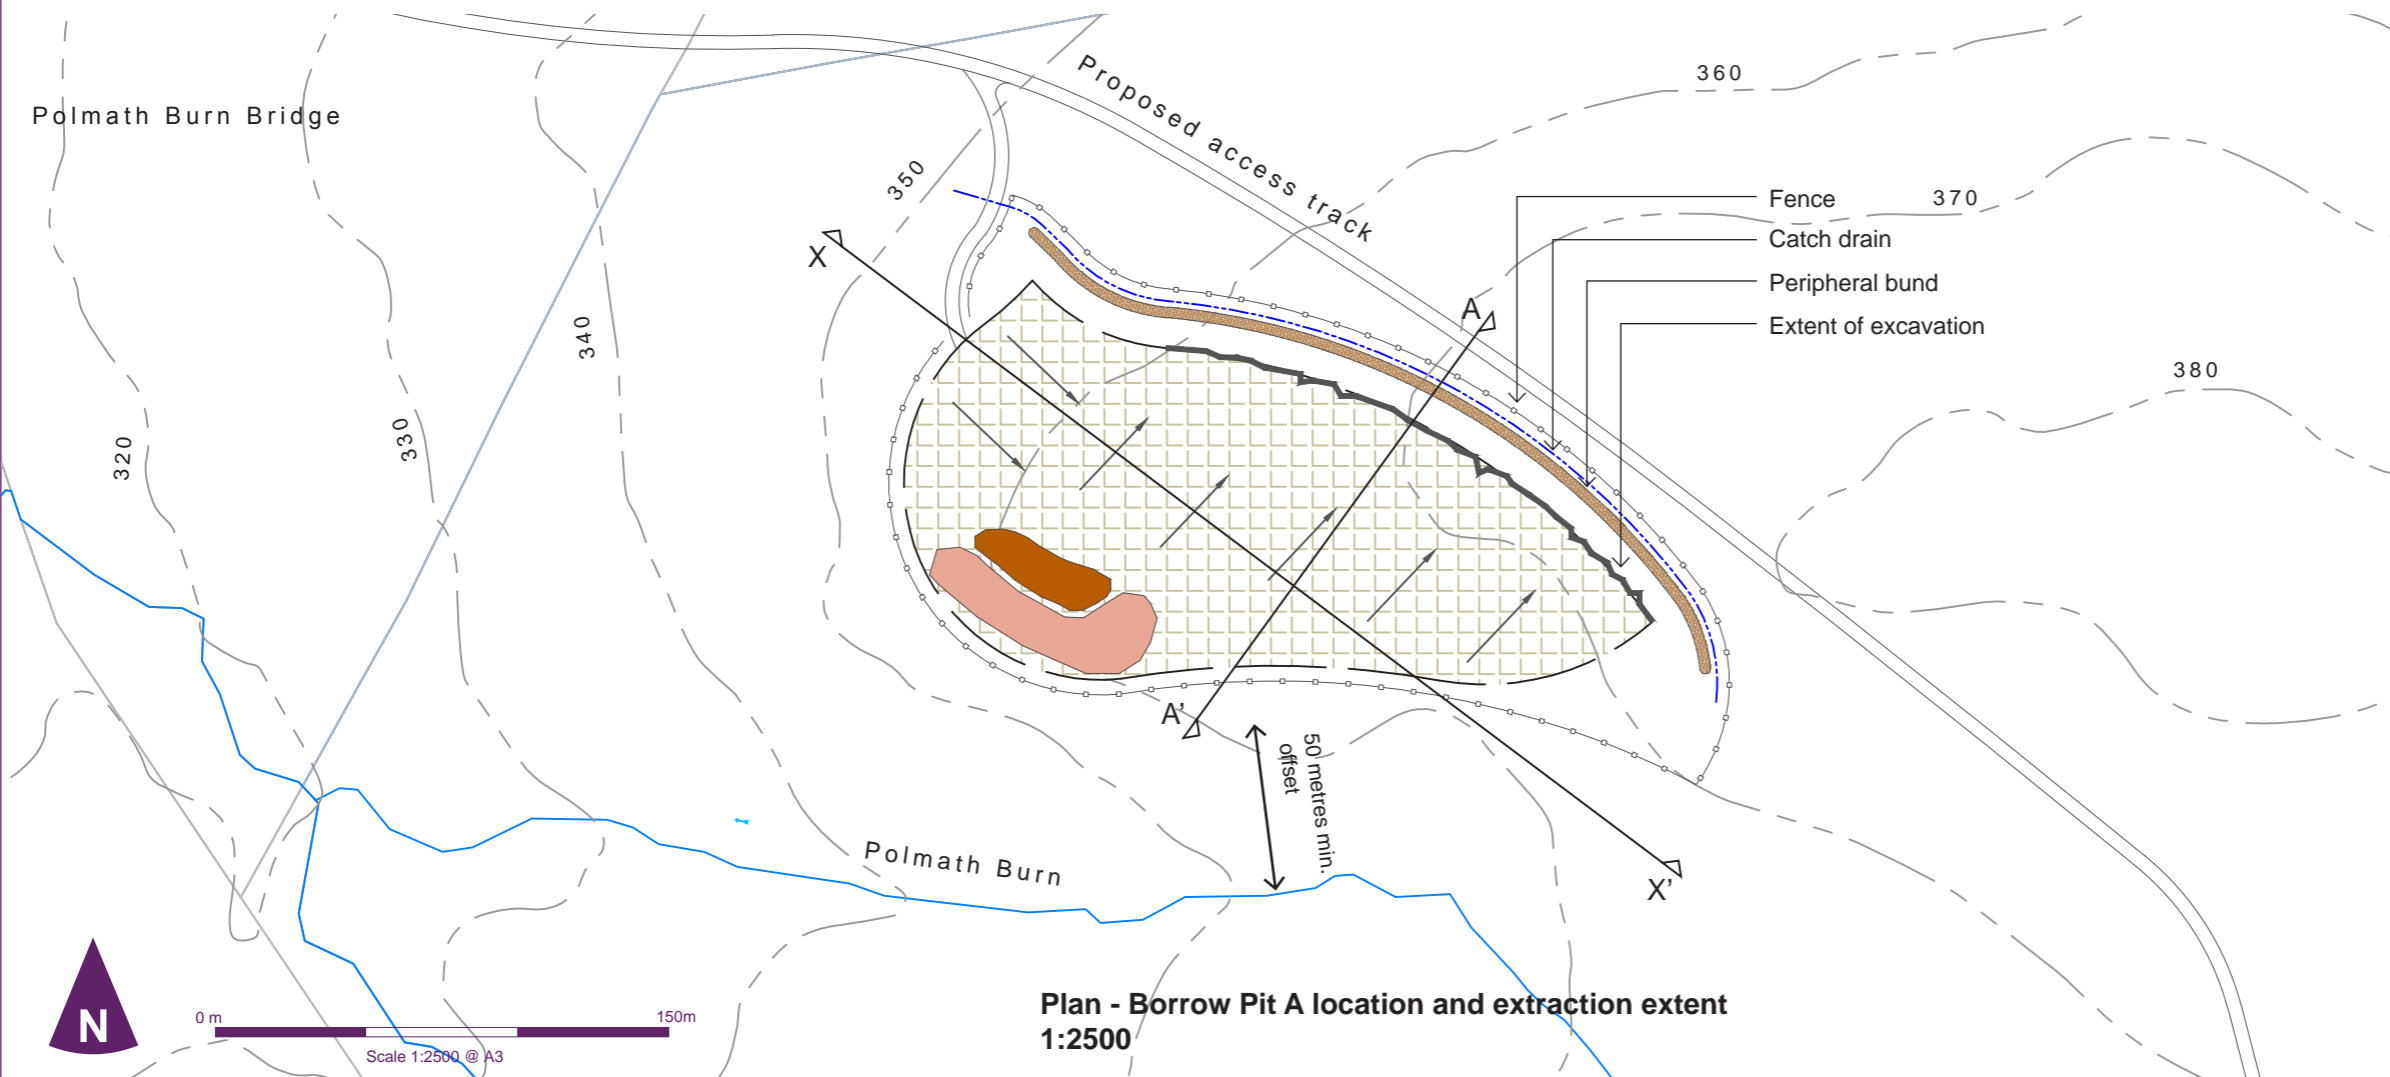 360
Proposed access track
Polmath Burn Bridge
350
Fence
370
Catch drain
X
Peripheral bund
A
Extent of excavation
340
380
330
320
A’
50 metres min.
offset
Polmath Burn
X’
N
0 m
150m
Scale 1:2500 @ A3
Plan - Borrow Pit A location and extraction extent
1:2500